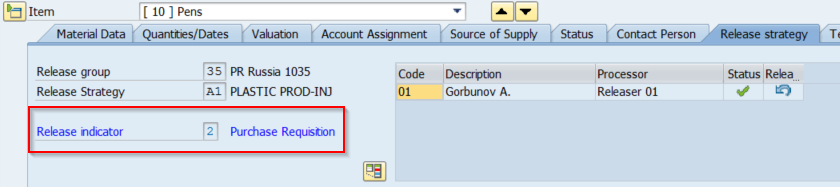 Item [ 10 ] Pens
Material Data Quantities/Dates Valuation Account Assignment Source of Supply Status Contact Person Release strategy
Release group 35 PR Russia 1035
Release Strategy A1 PLASTIC PROD-INJ
Release indicator 2 Purchase Requisition
Code Description Processor Status Relea...
01 Gorbunov A. Releaser 01